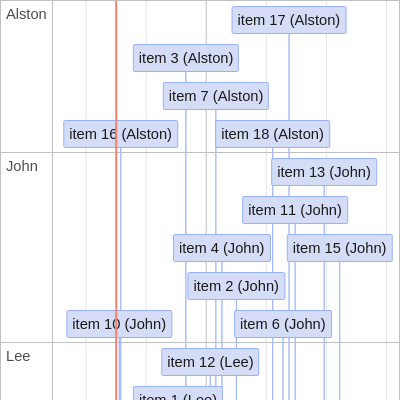 Alston
item 17 (Alston)
item 3 (Alston)
item 7 (Alston)
item 16 (Alston)
item 18 (Alston)
John
item 13 (John)
item 11 (John)
item 4 (John)
item 15 (John)
item 2 (John)
item 10 (John)
item 6 (John)
Lee
item 12 (Lee)
item 1 (Lee)